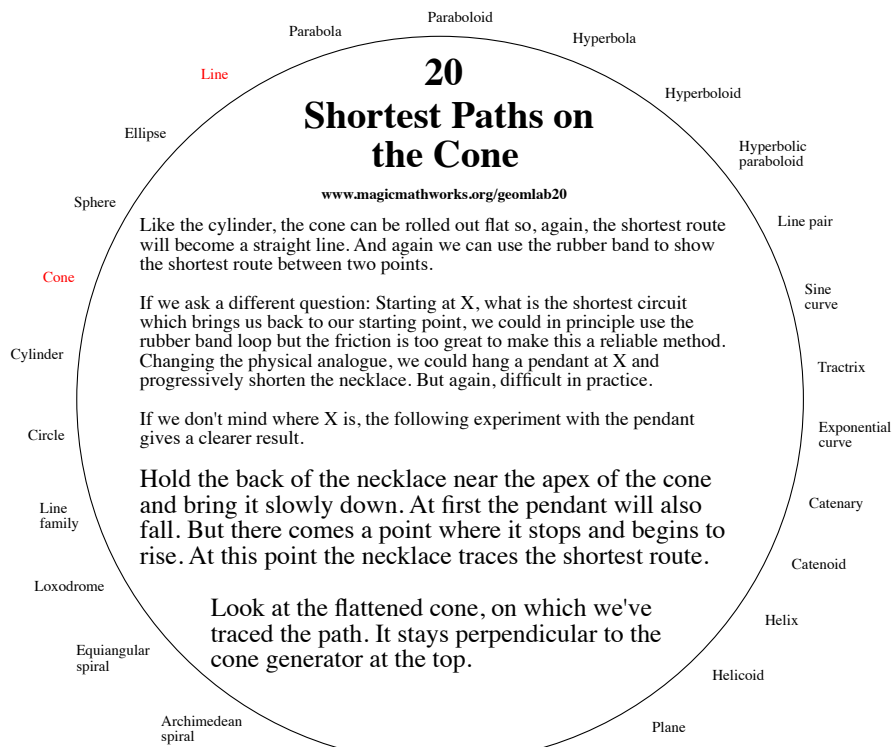 Paraboloid
Parabola
Hyperbola
Line
Hyperboloid
Ellipse
Hyperbolic
paraboloid
Sphere
Line pair
Cone
Sine
curve
Cylinder
Tractrix
Circle
Exponential
curve
Line
family
Catenary
Loxodrome
Catenoid
Equiangular
spiral
Helix
Helicoid
Archimedean
spiral
Plane
20
Shortest Paths on
the Cone
www.magicmathworks.org/geomlab20
Like the cylinder, the cone can be rolled out flat so, again, the shortest route
will become a straight line. And again we can use the rubber band to show
the shortest route between two points.
If we ask a different question: Starting at X, what is the shortest circuit
which brings us back to our starting point, we could in principle use the
rubber band loop but the friction is too great to make this a reliable method.
Changing the physical analogue, we could hang a pendant at X and
progressively shorten the necklace. But again, difficult in practice.
If we don't mind where X is, the following experiment with the pendant
gives a clearer result.
Hold the back of the necklace near the apex of the cone
and bring it slowly down. At first the pendant will also
fall. But there comes a point where it stops and begins to
rise. At this point the necklace traces the shortest route.
Look at the flattened cone, on which we've
traced the path. It stays perpendicular to the
cone generator at the top.